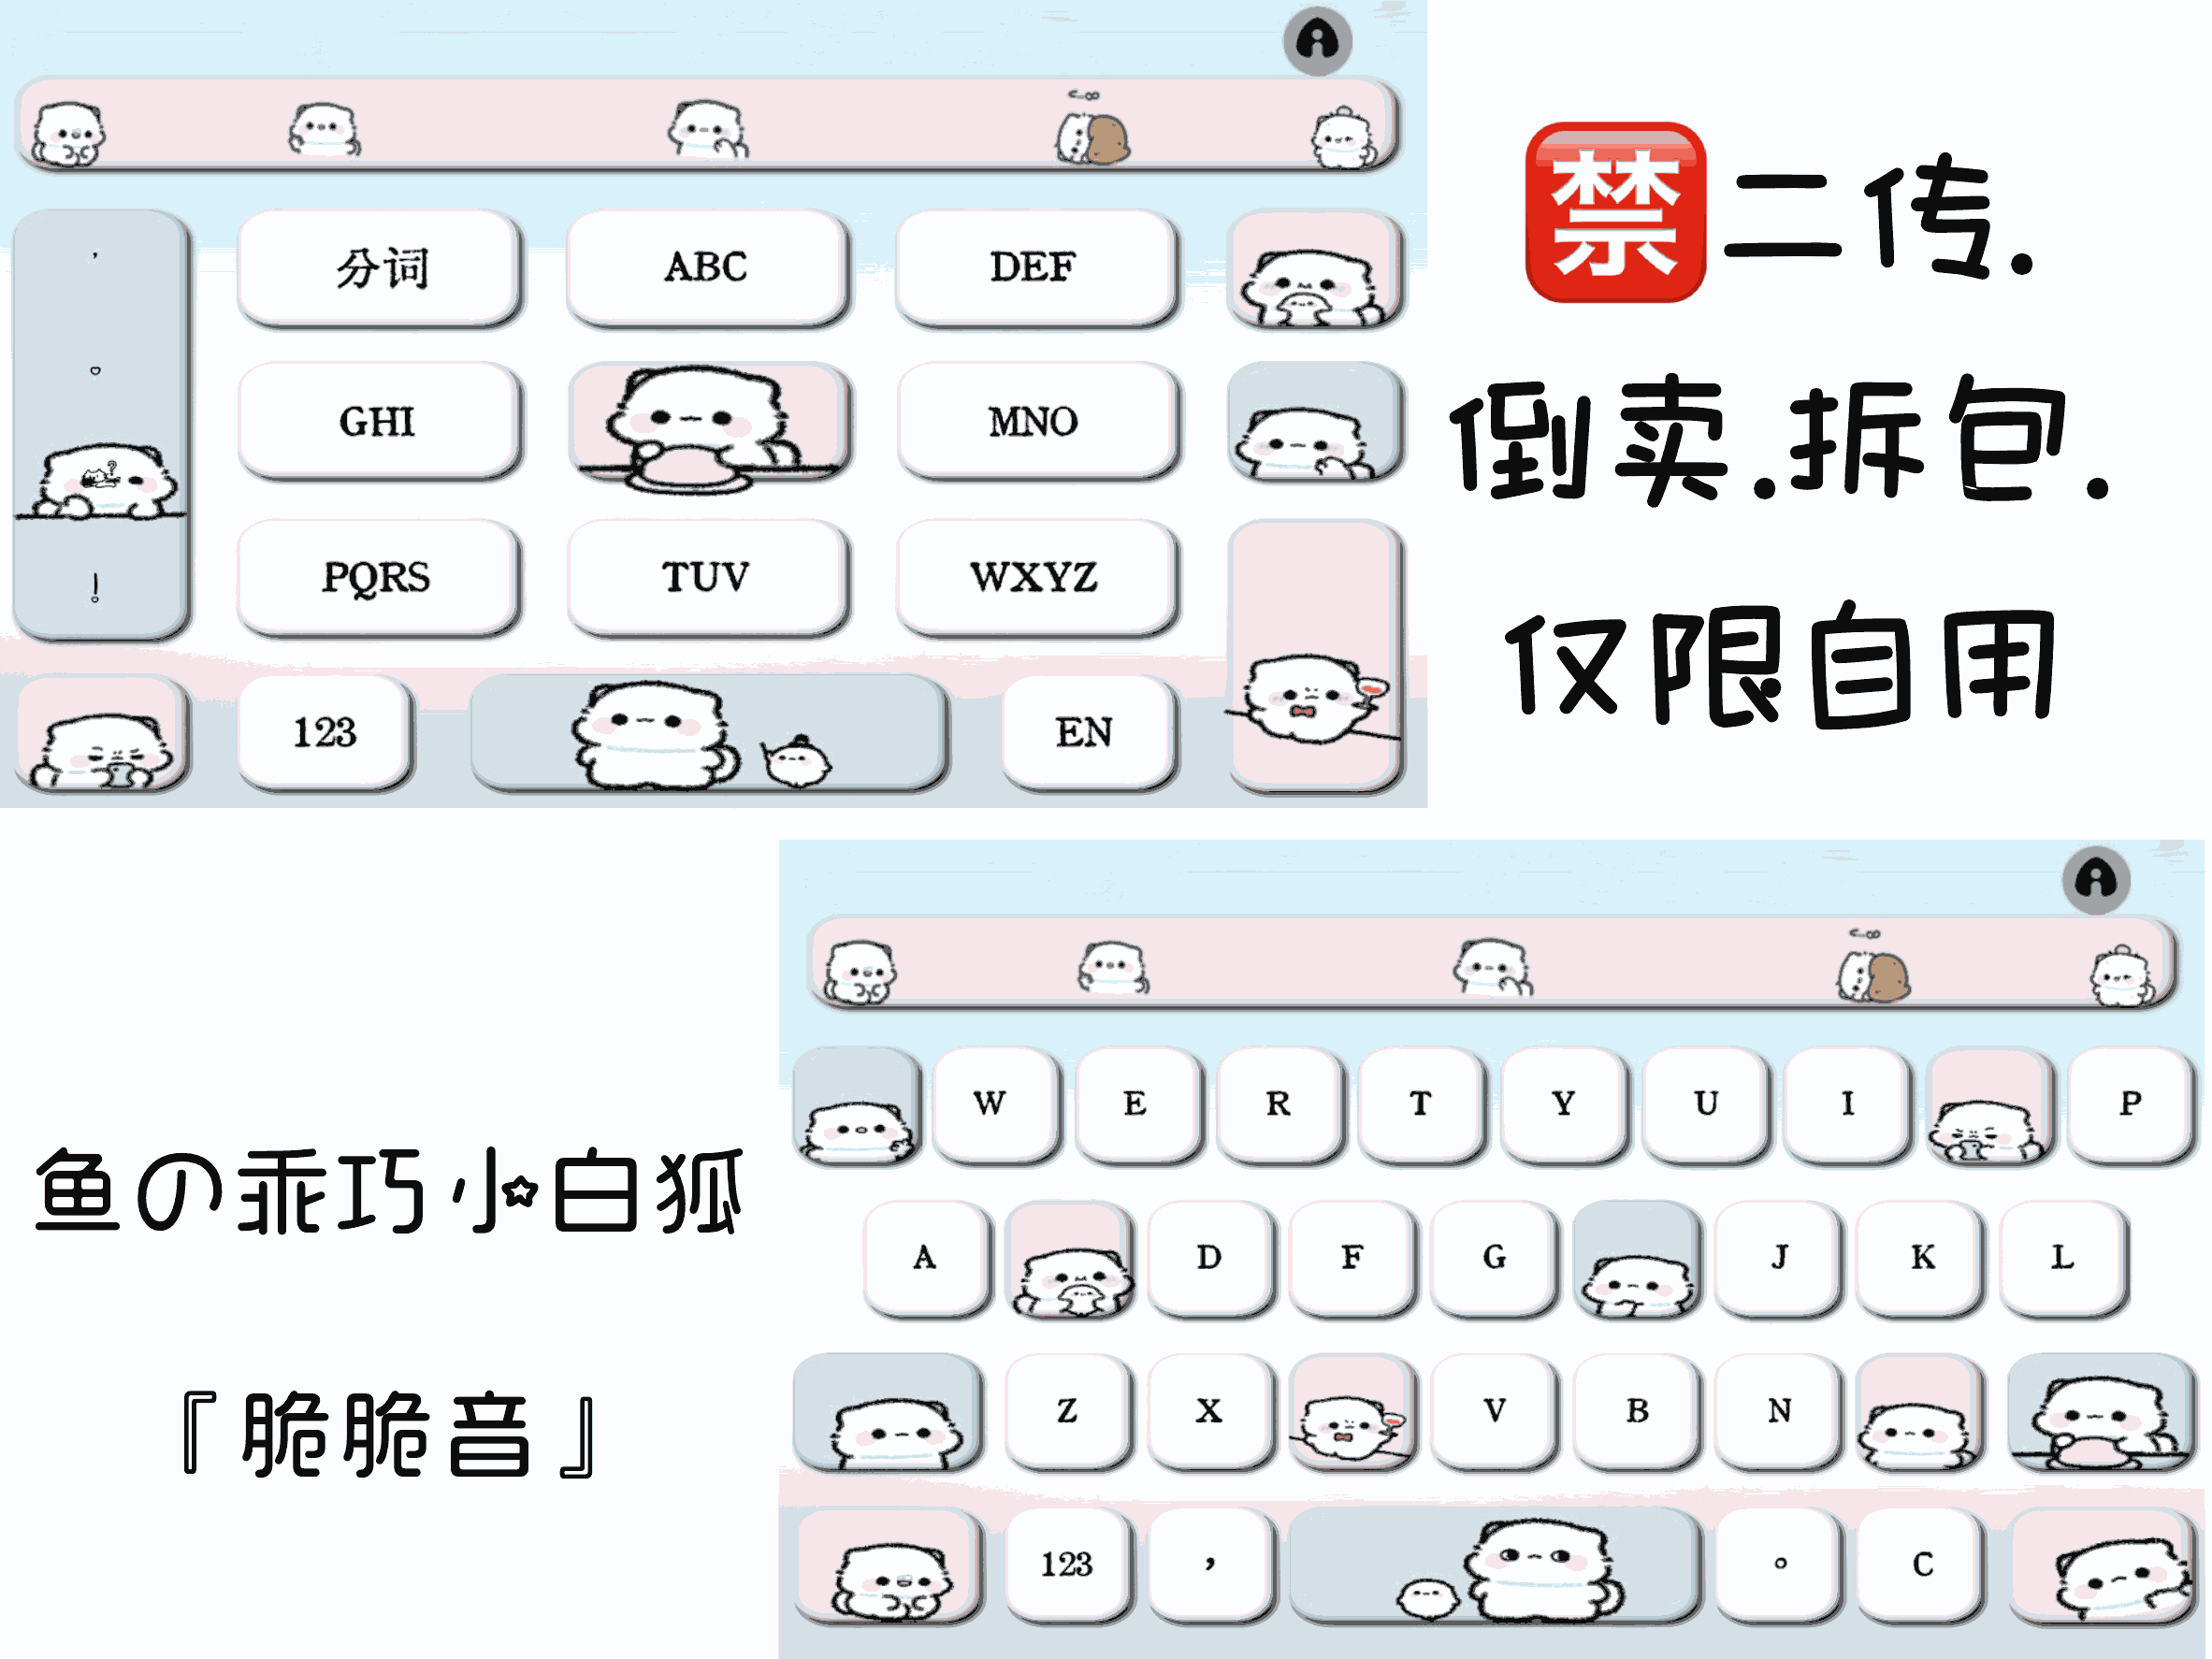 禁二传.
倒卖.拆包.
仅限自用
,
分词 ABC DEF
GHI MNO
?
PQRS TUV WXYZ
!
123 EN
鱼の乖巧小白狐
『脆脆音』
W E R T Y U I P
A D F G J K L
Z X V B N
123 , 。 C